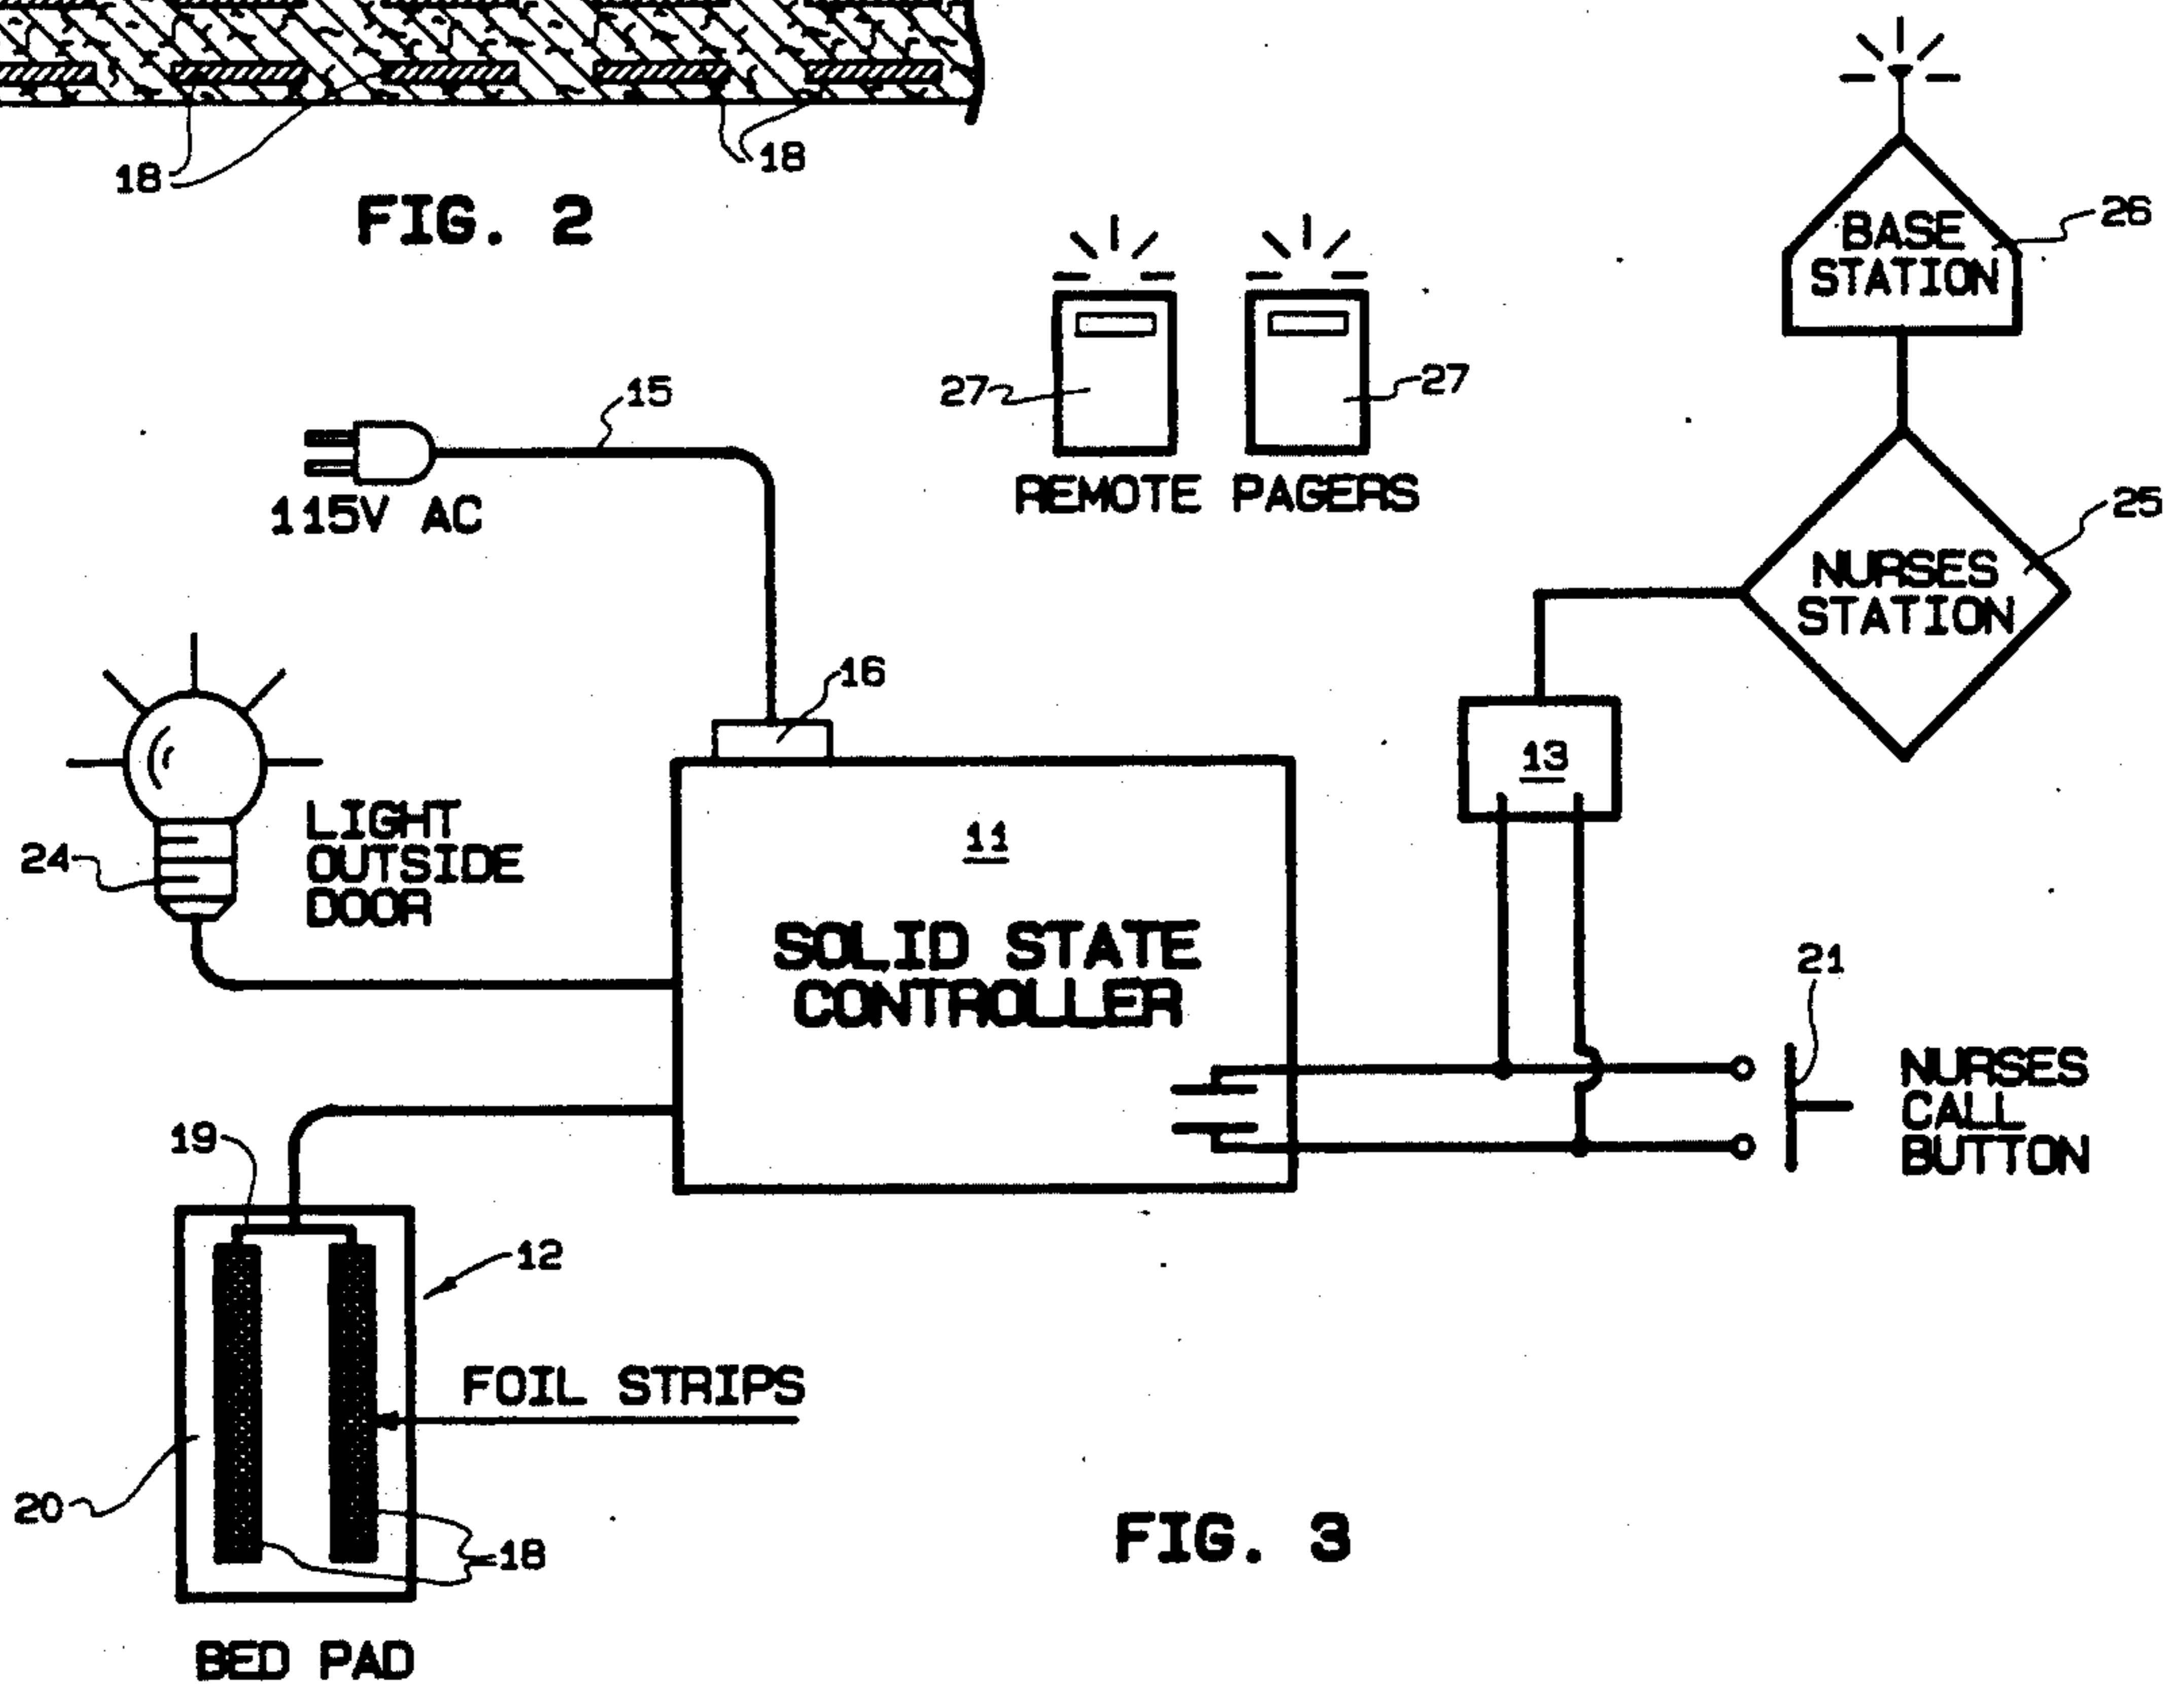 18
18
FIG. 2
BASE
STATION
26
27
27
REMOTE PAGERS
15
115V AC
25
NURSES
STATION
16
13
24
LIGHT
OUTSIDE
DOOR
11
SOLID STATE
CONTROLLER
21
NURSES
CALL
BUTTON
19
12
FOIL STRIPS
20
18
FIG. 3
BED PAD